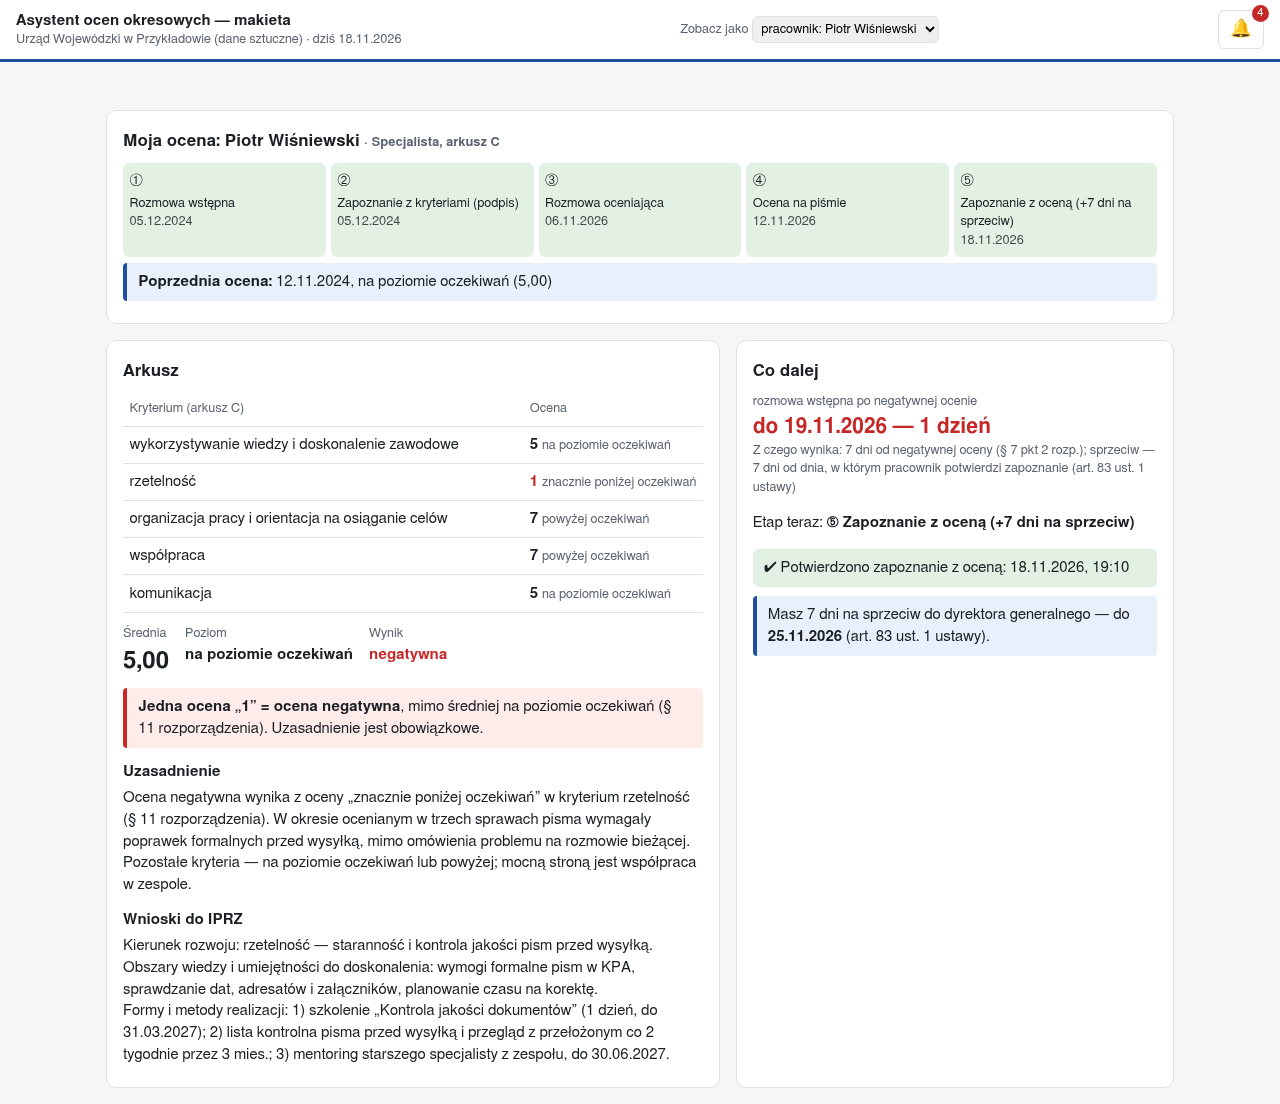 Asystent ocen okresowych — makieta
Urząd Wojewódzki w Przykładowie (dane sztuczne) · dziś 18.11.2026
Zobacz jako pracownik: Piotr Wiśniewski
4
Moja ocena: Piotr Wiśniewski · Specjalista, arkusz C
①
Rozmowa wstępna
05.12.2024
②
Zapoznanie z kryteriami (podpis)
05.12.2024
③
Rozmowa oceniająca
06.11.2026
④
Ocena na piśmie
12.11.2026
⑤
Zapoznanie z oceną (+7 dni na
sprzeciw)
18.11.2026
Poprzednia ocena: 12.11.2024, na poziomie oczekiwań (5,00)
Arkusz
Kryterium (arkusz C) Ocena
wykorzystywanie wiedzy i doskonalenie zawodowe 5 na poziomie oczekiwań
rzetelność 1 znacznie poniżej oczekiwań
organizacja pracy i orientacja na osiąganie celów 7 powyżej oczekiwań
współpraca 7 powyżej oczekiwań
komunikacja 5 na poziomie oczekiwań
Średnia Poziom Wynik
5,00 na poziomie oczekiwań negatywna
Jedna ocena „1” = ocena negatywna, mimo średniej na poziomie oczekiwań (§
11 rozporządzenia). Uzasadnienie jest obowiązkowe.
Uzasadnienie
Ocena negatywna wynika z oceny „znacznie poniżej oczekiwań” w kryterium rzetelność
(§ 11 rozporządzenia). W okresie ocenianym w trzech sprawach pisma wymagały
poprawek formalnych przed wysyłką, mimo omówienia problemu na rozmowie bieżącej.
Pozostałe kryteria — na poziomie oczekiwań lub powyżej; mocną stroną jest współpraca
w zespole.
Wnioski do IPRZ
Kierunek rozwoju: rzetelność — staranność i kontrola jakości pism przed wysyłką.
Obszary wiedzy i umiejętności do doskonalenia: wymogi formalne pism w KPA,
sprawdzanie dat, adresatów i załączników, planowanie czasu na korektę.
Formy i metody realizacji: 1) szkolenie „Kontrola jakości dokumentów” (1 dzień, do
31.03.2027); 2) lista kontrolna pisma przed wysyłką i przegląd z przełożonym co 2
tygodnie przez 3 mies.; 3) mentoring starszego specjalisty z zespołu, do 30.06.2027.
Co dalej
rozmowa wstępna po negatywnej ocenie
do 19.11.2026 — 1 dzień
Z czego wynika: 7 dni od negatywnej oceny (§ 7 pkt 2 rozp.); sprzeciw —
7 dni od dnia, w którym pracownik potwierdzi zapoznanie (art. 83 ust. 1
ustawy)
Etap teraz: ⑤ Zapoznanie z oceną (+7 dni na sprzeciw)
✔ Potwierdzono zapoznanie z oceną: 18.11.2026, 19:10
Masz 7 dni na sprzeciw do dyrektora generalnego — do
25.11.2026 (art. 83 ust. 1 ustawy).